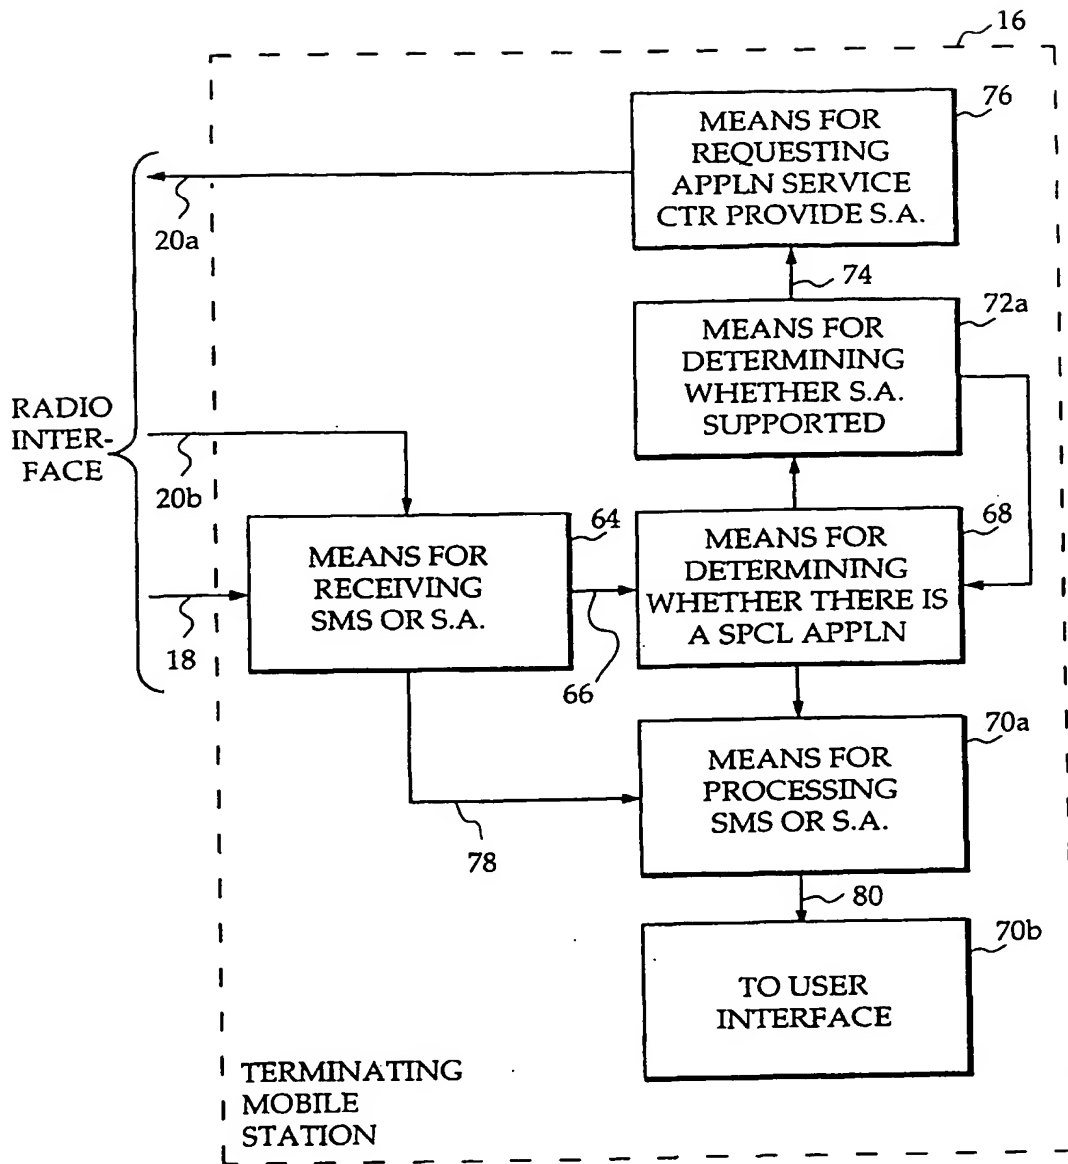 16
MEANS FOR
REQUESTING
APPLN SERVICE
CTR PROVIDE S.A.
76
20a
74
MEANS FOR
DETERMINING
WHETHER S.A.
SUPPORTED
72a
RADIO
INTER-
FACE
20b
MEANS FOR
RECEIVING
SMS OR S.A.
64
MEANS FOR
DETERMINING
WHETHER THERE IS
A SPCL APPLN
68
18
66
MEANS FOR
PROCESSING
SMS OR S.A.
70a
78
80
TO USER
INTERFACE
70b
TERMINATING
MOBILE
STATION